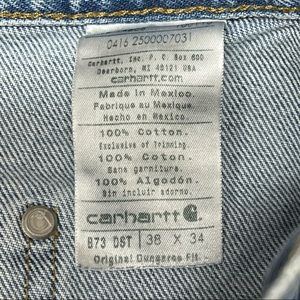 0416 2500007031
Carhartt, Inc. P.C. Box 600
Dearborn, MI 48121 USA
carhartt.com
Made in Mexico.
Fabrique au Mexique
Hecho en Mexico.
100% Cotton.
Exclusive of Trimming.
100% Cotton.
Sans garniture.
100% Algodón.
Sin incluir adorno.
carhartt
B73 DST 38 X 34
Original Dungaree Fit